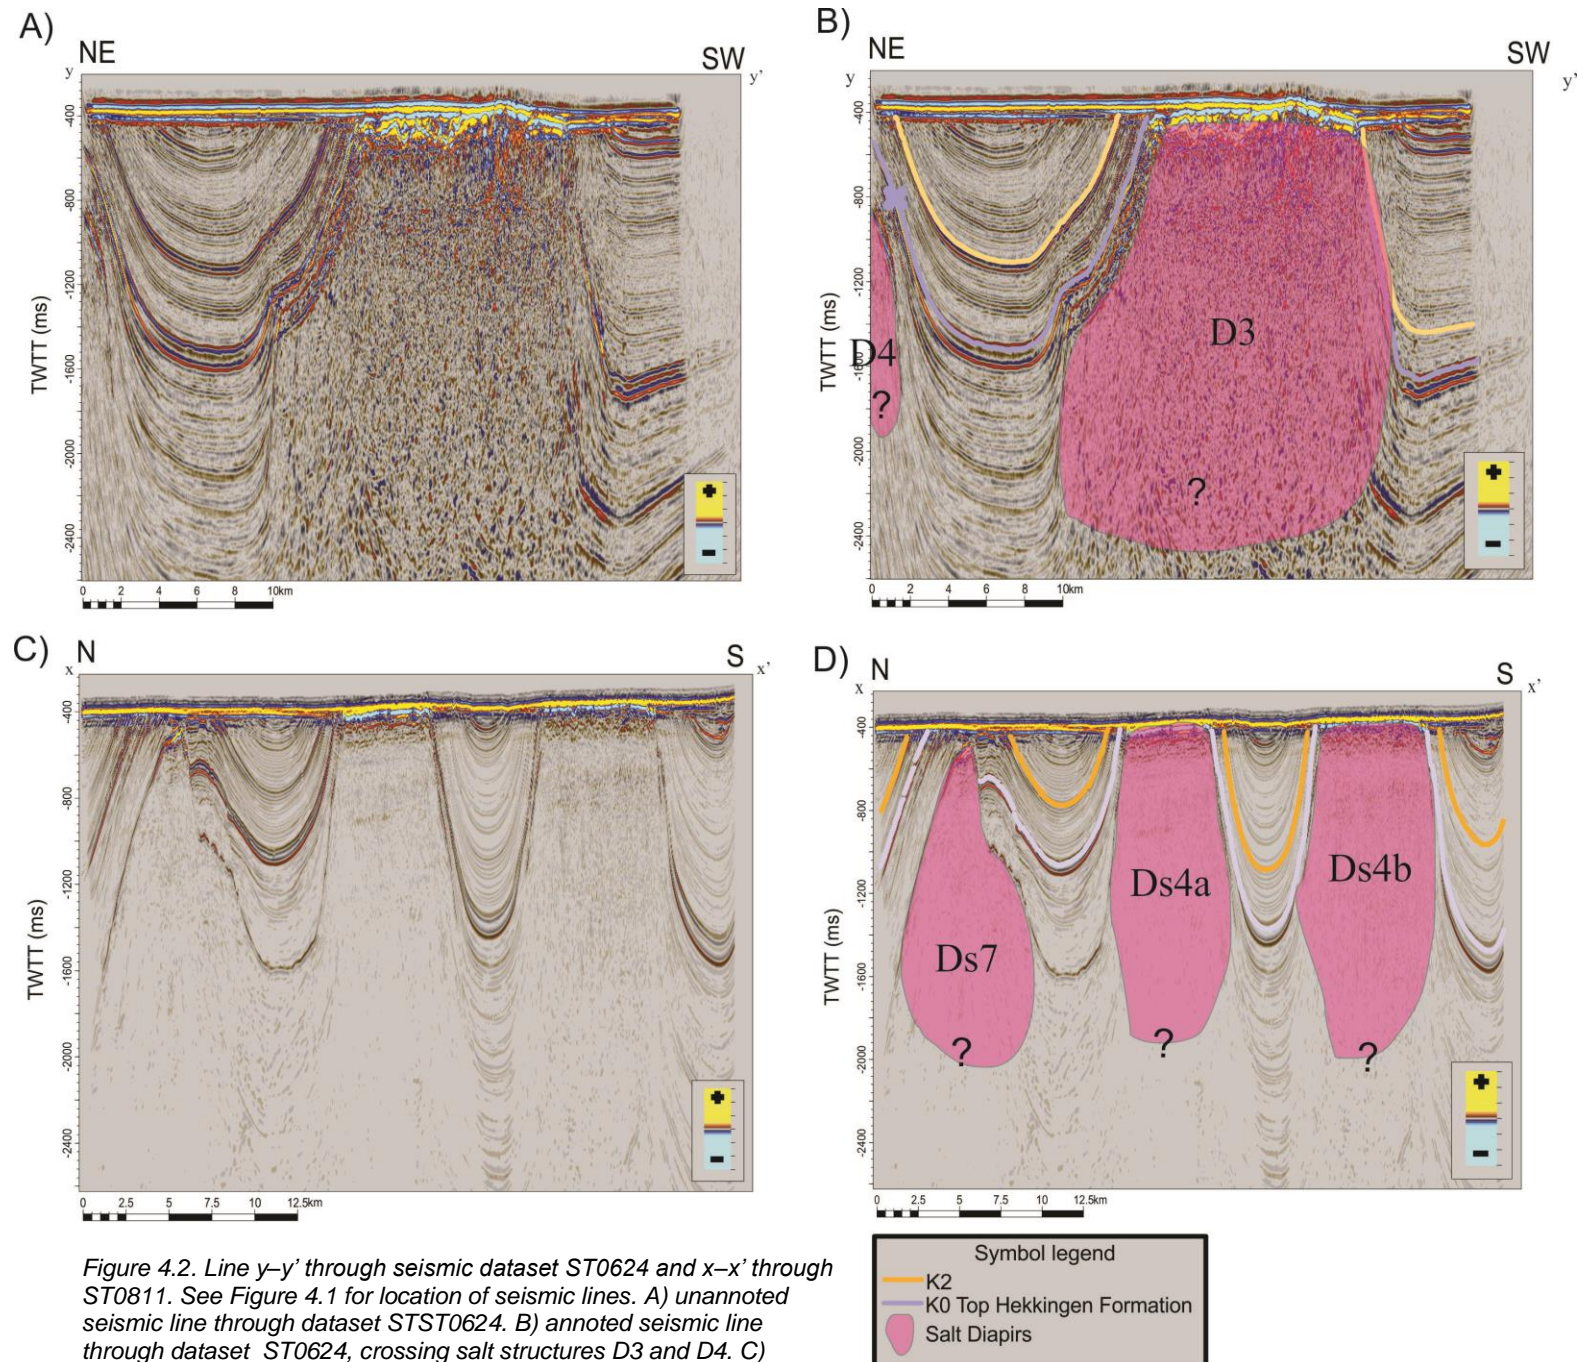 A)
NE
SW
y
y'
-400
-800
-1200
-1600
-2000
-2400
TWTT (ms)
0 2 4 6 8 10km
B)
NE
SW
y
y'
-400
-800
-1200
-1600
-2000
-2400
TWTT (ms)
D4
?
D3
?
0 2 4 6 8 10km
C)
N
S
x
x'
-400
-800
-1200
-1600
-2000
-2400
TWTT (ms)
0 2.5 5 7.5 10 12.5km
D)
N
S
x
x'
-400
-800
-1200
-1600
-2000
-2400
TWTT (ms)
Ds7
?
Ds4a
?
Ds4b
?
0 2.5 5 7.5 10 12.5km
Symbol legend
K2
K0 Top Hekkingen Formation
Salt Diapirs
Figure 4.2. Line y–y’ through seismic dataset ST0624 and x–x’ through
ST0811. See Figure 4.1 for location of seismic lines. A) unannoted
seismic line through dataset STST0624. B) annoted seismic line
through dataset ST0624, crossing salt structures D3 and D4. C)